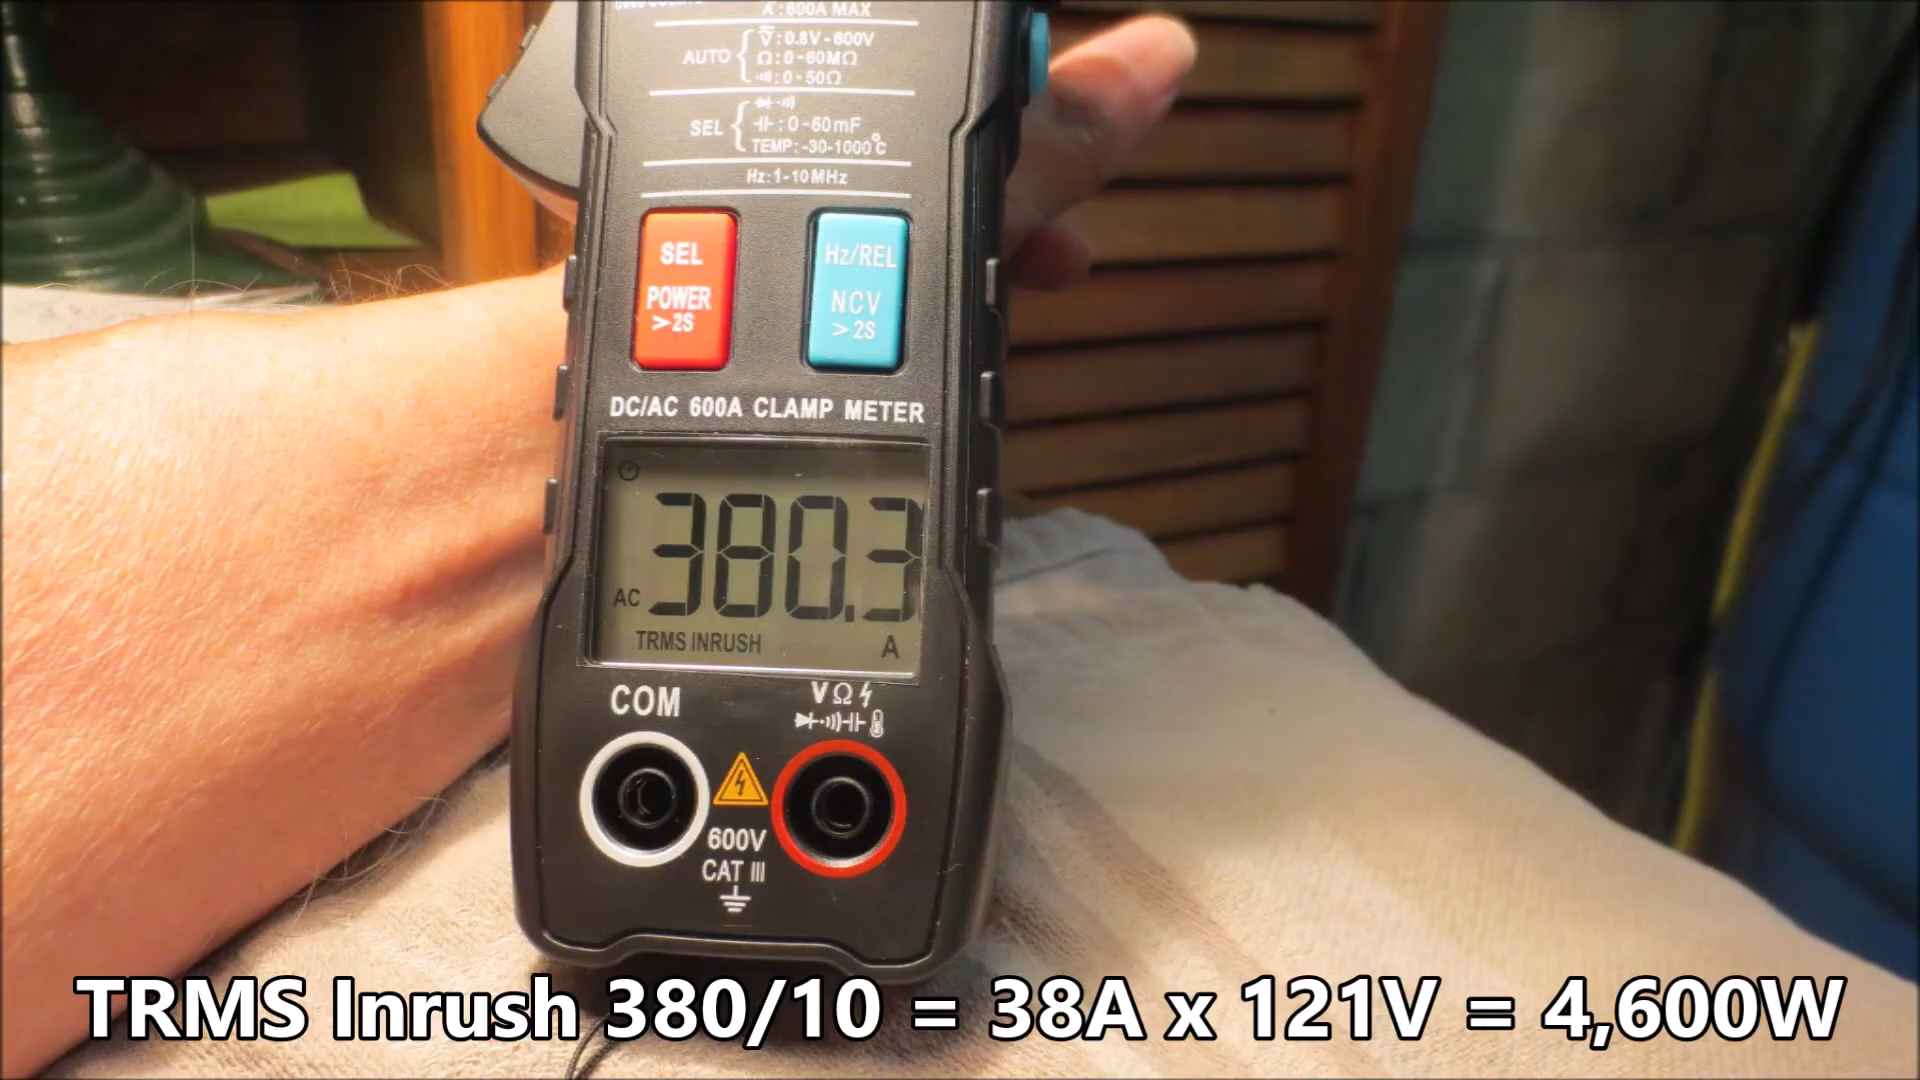 A:600A MAX
AUTO
V:0.8V-600V
Ω:0-60MΩ
:0-50Ω
SEL
:0-60mF
TEMP:-30-1000℃
Hz:1-10MHz
SEL
POWER
>2S
Hz/REL
NCV
>2S
DC/AC 600A CLAMP METER
380.3
AC
TRMS INRUSH A
COM
VΩ
600V
CAT III
TRMS Inrush 380/10 = 38A x 121V = 4,600W